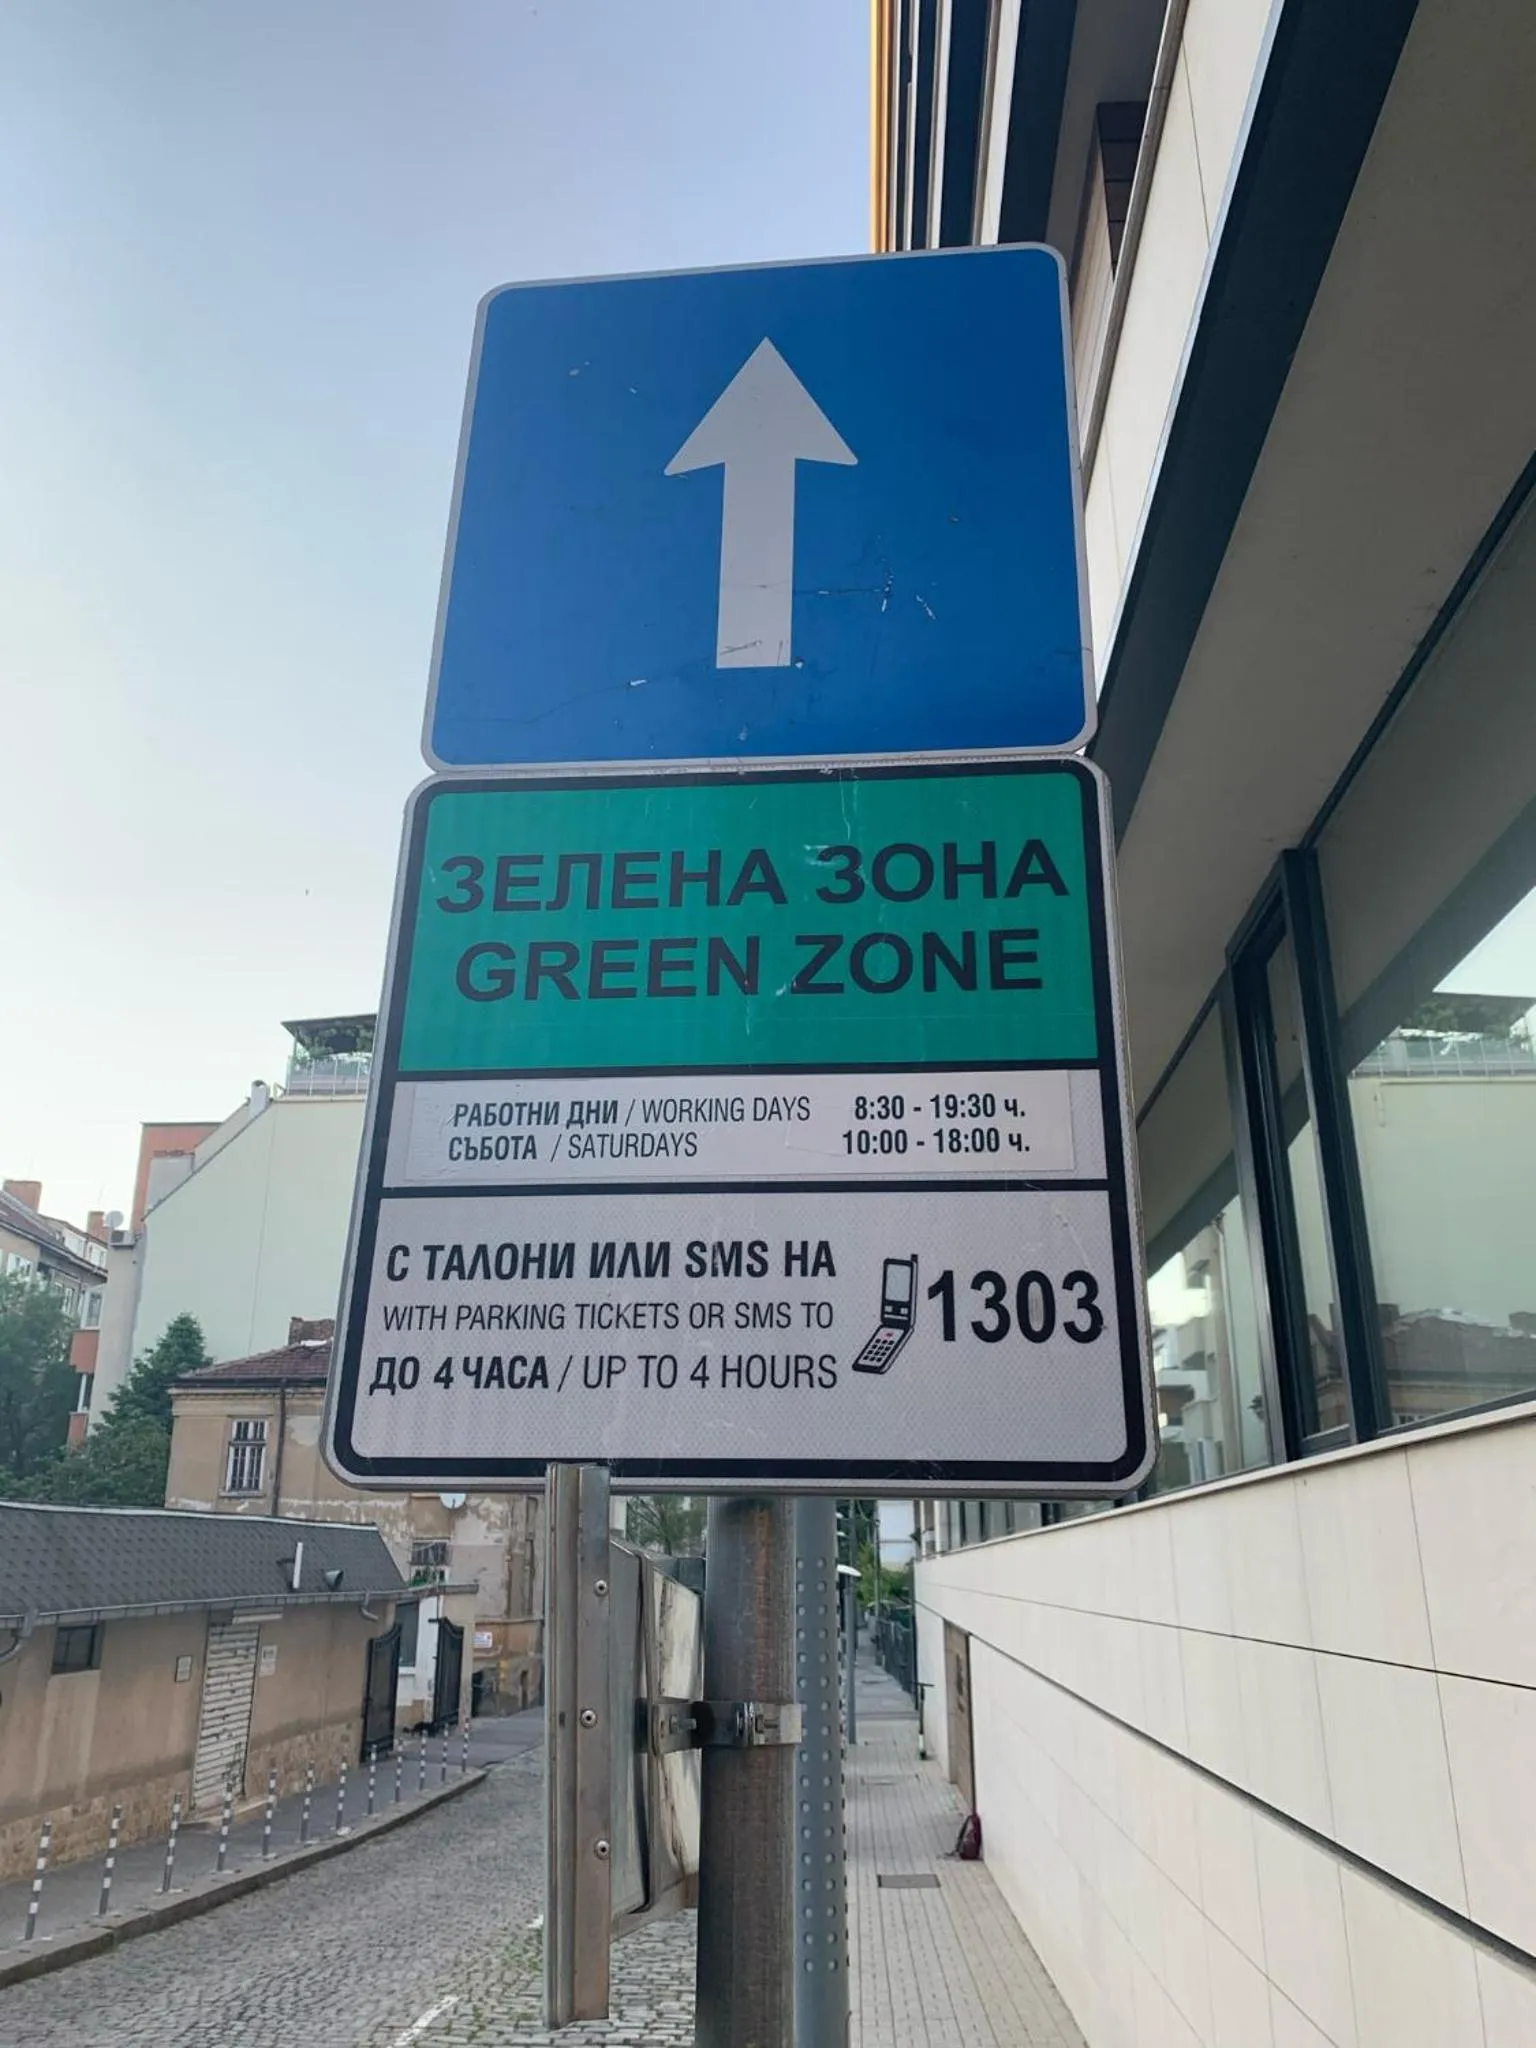 ЗЕЛЕНА ЗОНА
GREEN ZONE
РАБОТНИ ДНИ / WORKING DAYS 8:30 - 19:30 ч.
СЪБОТА / SATURDAYS 10:00 - 18:00 ч.
С ТАЛОНИ ИЛИ SMS НА
WITH PARKING TICKETS OR SMS TO
1303
ДО 4 ЧАСА / UP TO 4 HOURS